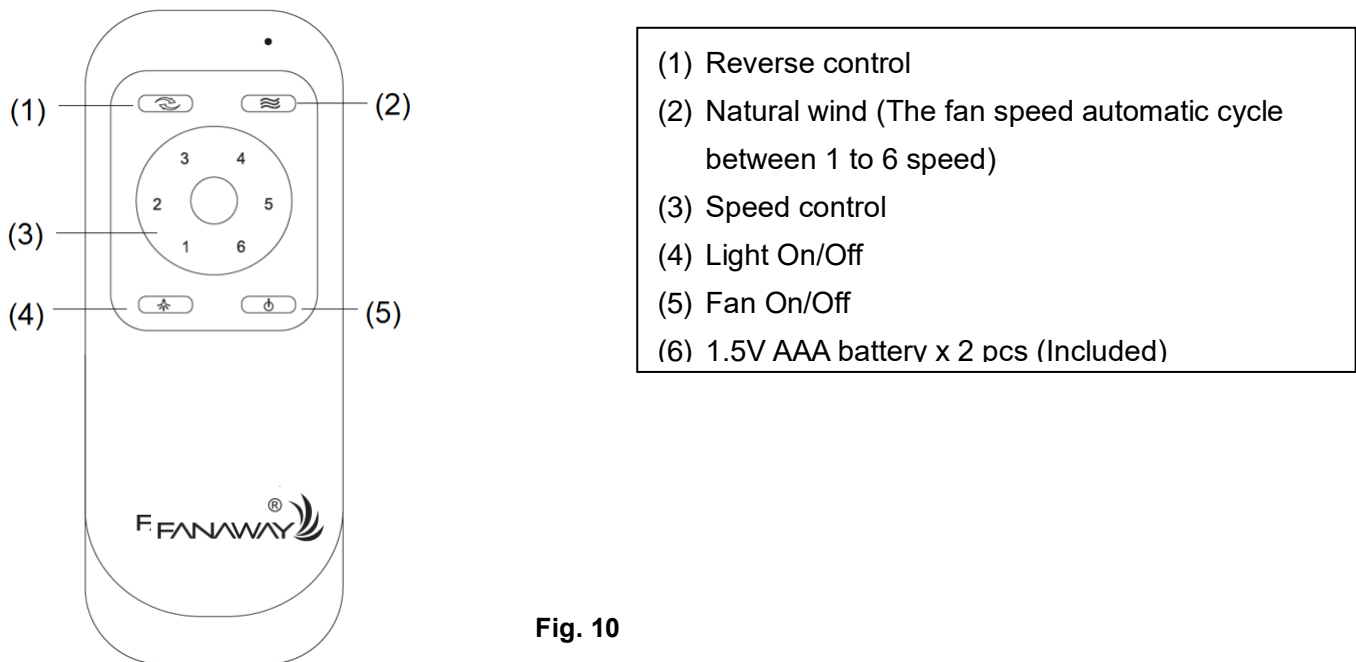 (1)
(2)
3 4
2 5
(3)
1 6
(4)
(5)
F FANAWAY®
(1) Reverse control
(2) Natural wind (The fan speed automatic cycle
between 1 to 6 speed)
(3) Speed control
(4) Light On/Off
(5) Fan On/Off
(6) 1.5V AAA battery x 2 pcs (Included)
Fig. 10